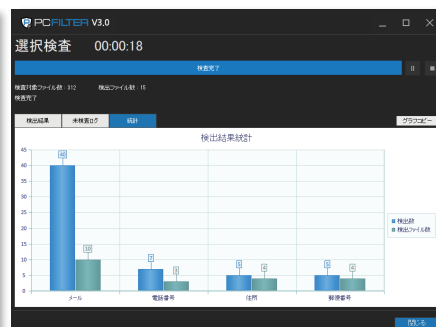 PCFILTER V3.0
選択検査 00:00:18
検査完了
検査対象ファイル数 : 312 検出ファイル数 : 15
検査完了
検出結果 未検査ログ 統計 グラフコピー
検出結果統計
45
40
35
30
25
20
15
10
5
0
40 10 7 3 5 4 5 4
メール 電話番号 住所 郵便番号
検出数
検出ファイル数
閉じる